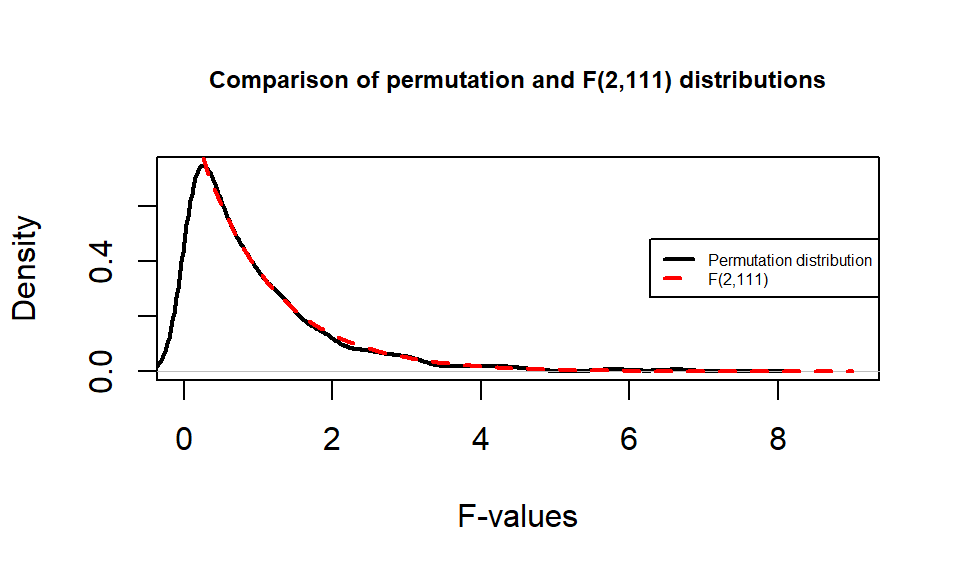 Comparison of permutation and F(2,111) distributions
Density
0.4
0.0
Permutation distribution
F(2,111)
0 2 4 6 8
F-values